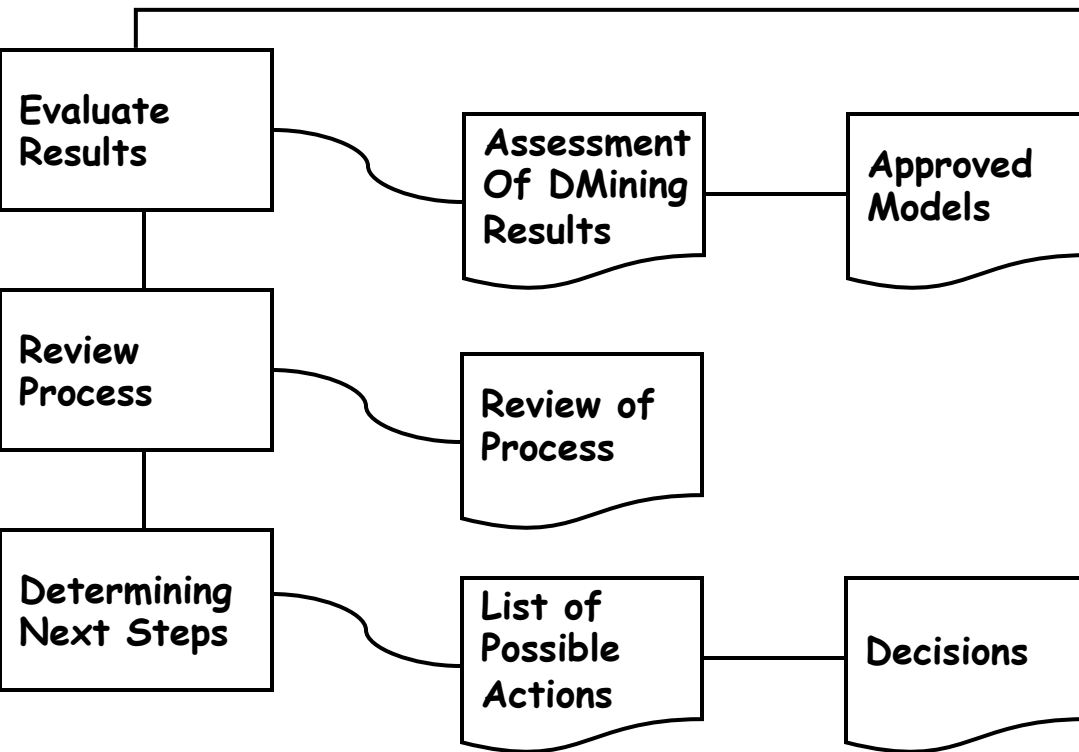 Evaluate
Results
Assessment
Of DMining
Results
Approved
Models
Review
Process
Review of
Process
Determining
Next Steps
List of
Possible
Actions
Decisions